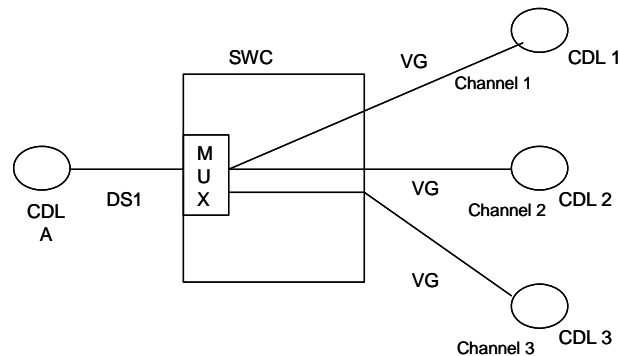 SWC
VG
CDL 1
Channel 1
M
U
X
DS1
CDL
A
VG
Channel 2
CDL 2
VG
Channel 3
CDL 3